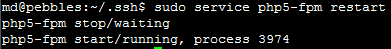 md@pebbles:~/.ssh$ sudo service php5-fpm restart
php5-fpm stop/waiting
php5-fpm start/running, process 3974